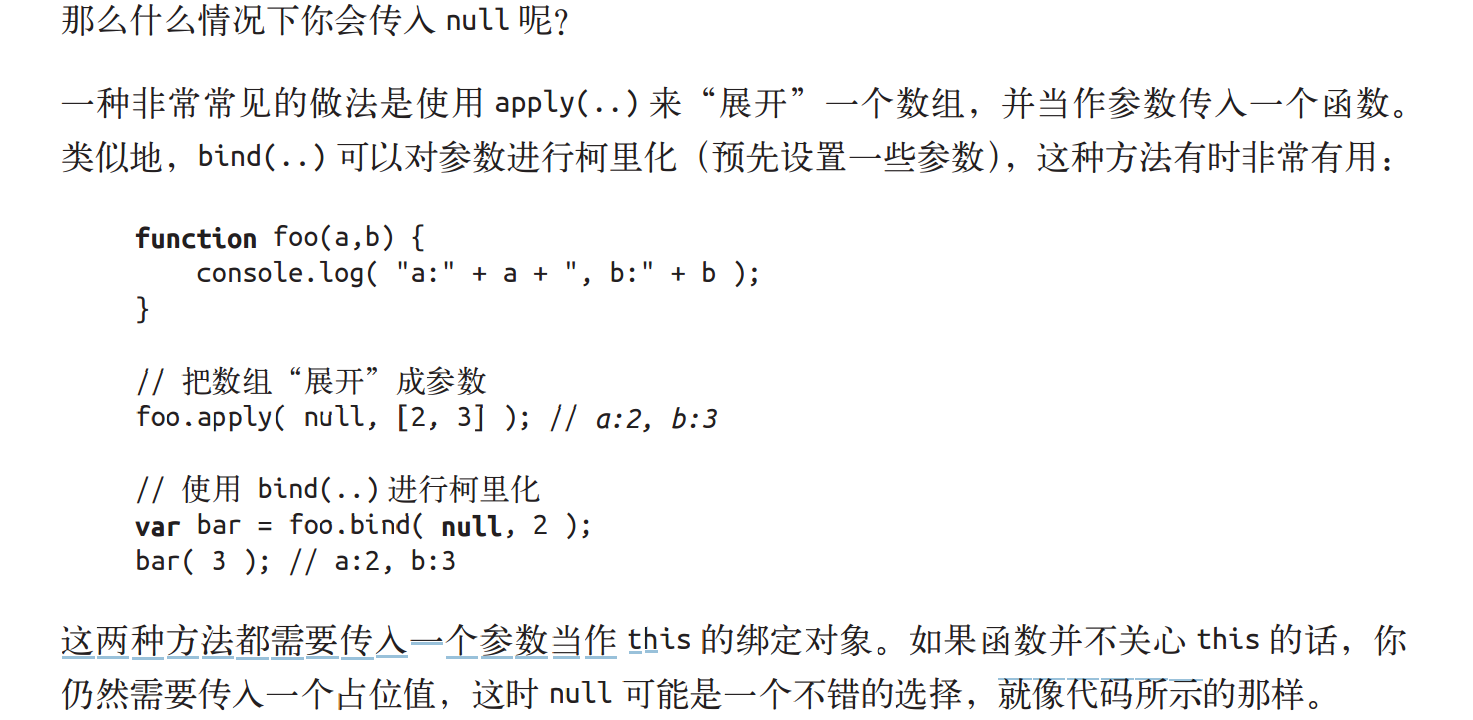 那么什么情况下你会传入 null 呢？
一种非常常见的做法是使用 apply(..) 来“展开”一个数组，并当作参数传入一个函数。
类似地，bind(..) 可以对参数进行柯里化（预先设置一些参数），这种方法有时非常有用：
function foo(a,b) {
    console.log( "a:" + a + ", b:" + b );
}
// 把数组“展开”成参数
foo.apply( null, [2, 3] ); // a:2, b:3
// 使用 bind(..) 进行柯里化
var bar = foo.bind( null, 2 );
bar( 3 ); // a:2, b:3
这两种方法都需要传入一个参数当作 this 的绑定对象。如果函数并不关心 this 的话，你
仍然需要传入一个占位值，这时 null 可能是一个不错的选择，就像代码所示的那样。